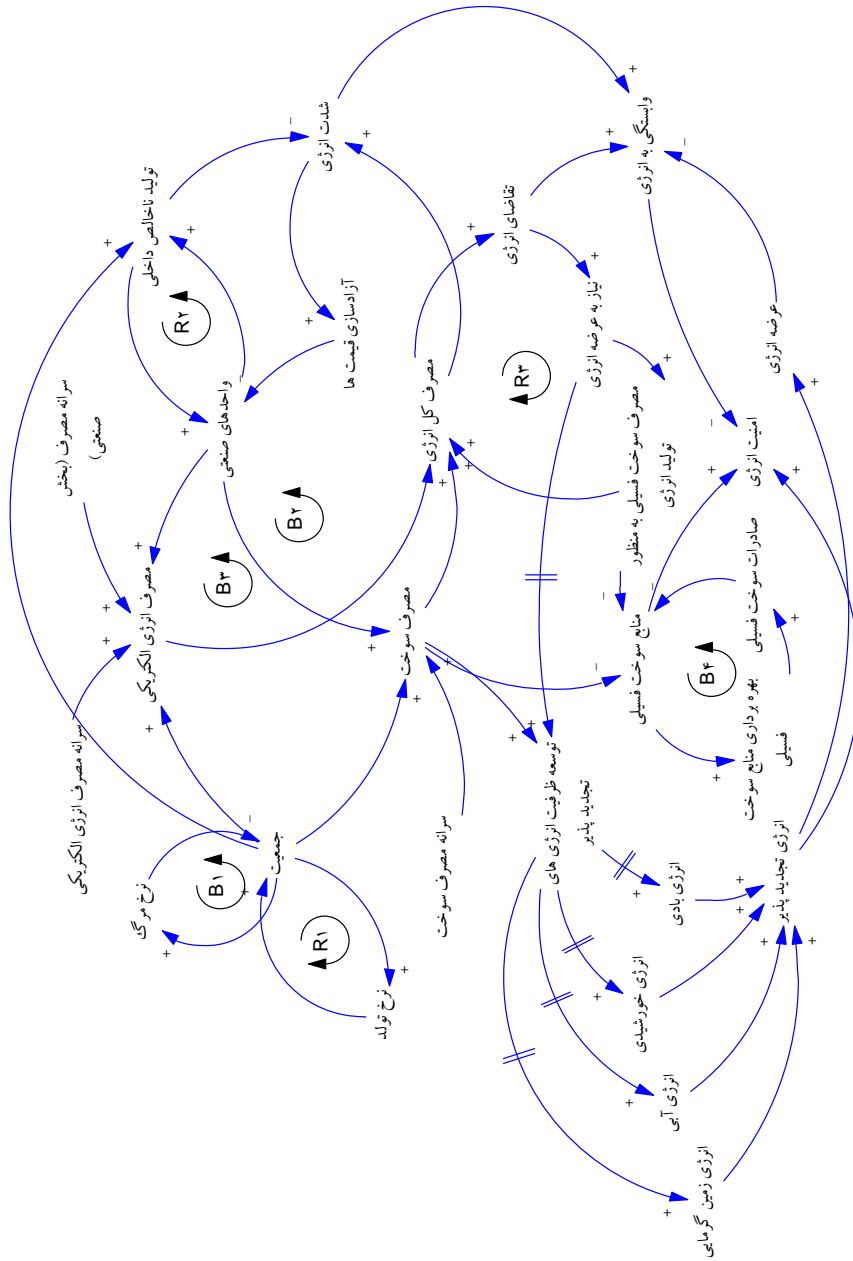 شدت انرژی
تولید ناخالص داخلی
وابستگی به انرژی
تقاضای انرژی
آزادسازی قیمت ها
نیاز به عرضه انرژی
عرضه انرژی
R۲
R۳
سرانه مصرف (بخش
صنعتی)
واحدهای صنعتی
مصرف کل انرژی
مصرف سوخت فسیلی به منظور
تولید انرژی
امنیت انرژی
B۲
B۳
صادرات سوخت فسیلی
مصرف انرژی الکتریکی
مصرف سوخت
منابع سوخت فسیلی
B۴
بهره برداری منابع سوخت
فسیلی
سرانه مصرف انرژی الکتریکی
سرانه مصرف سوخت
توسعه ظرفیت انرژی های
تجدید پذیر
جمعیت
نرخ مرگ
B۱
R۱
نرخ تولد
انرژی بادی
انرژی تجدید پذیر
انرژی خورشیدی
انرژی آبی
انرژی زمین گرمایی